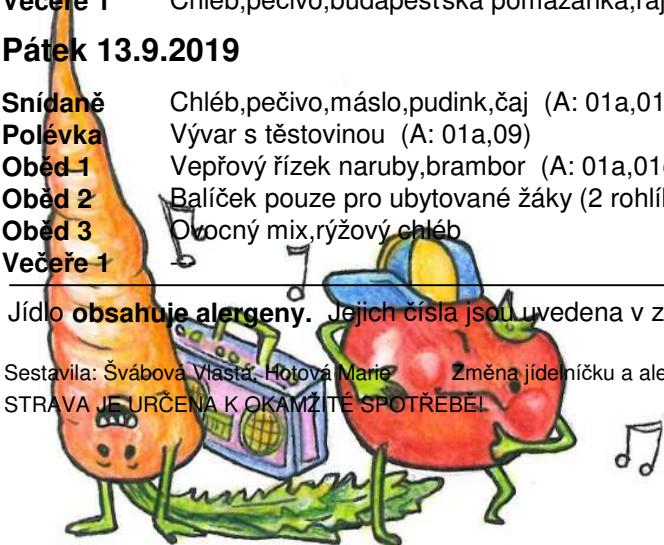 Večeře 1 Chléb,pečivo,budapešťská pomazánka,raj
Pátek 13.9.2019
Snídaně Chléb,pečivo,máslo,pudink,čaj (A: 01a,01
Polévka Vývar s těstovinou (A: 01a,09)
Oběd 1 Vepřový řízek naruby,brambor (A: 01a,01
Oběd 2 Balíček pouze pro ubytované žáky (2 rohlí
Oběd 3 Ovocný mix,rýžový chléb
Večeře 1 –
Jídlo obsahuje alergeny. Jejich čísla jsou uvedena v z
Sestavila: Švábová Vlasta, Hotová Marie Změna jídelníčku a ale
STRAVA JE URČENA K OKAMŽITÉ SPOTŘEBĚ!